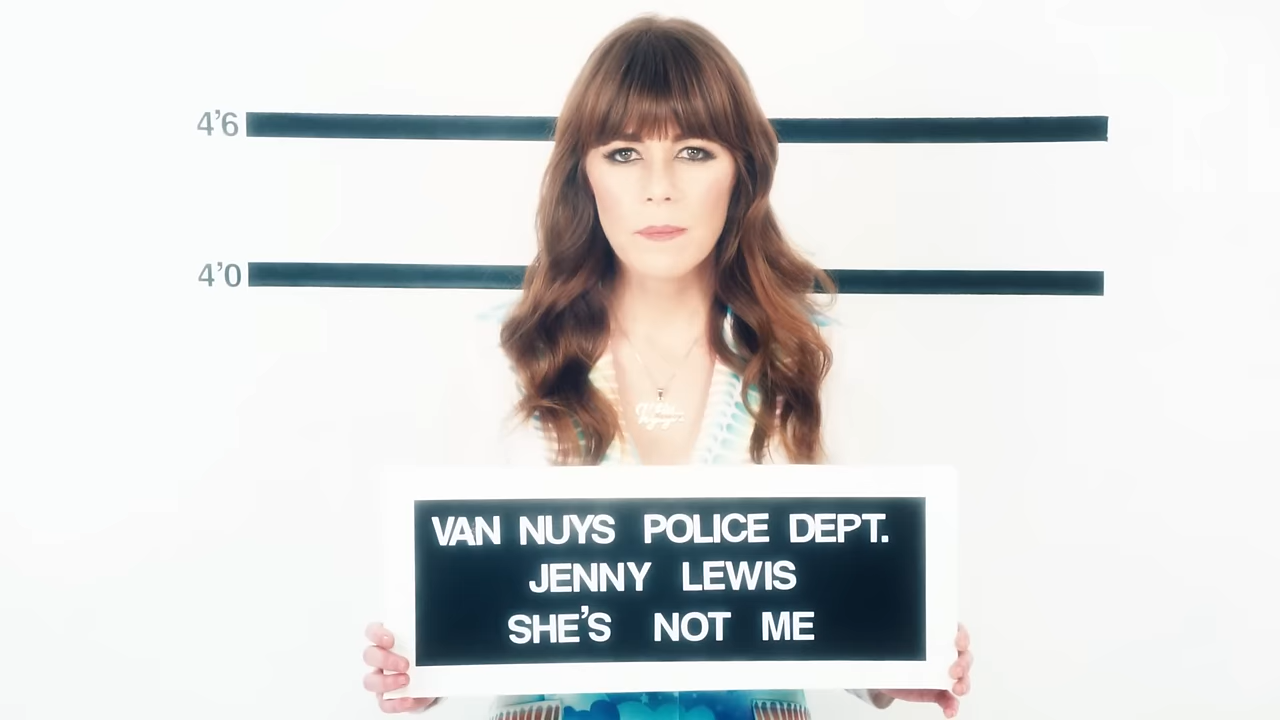 4'6
4'0
VAN NUYS POLICE DEPT.
JENNY LEWIS
SHE'S NOT ME